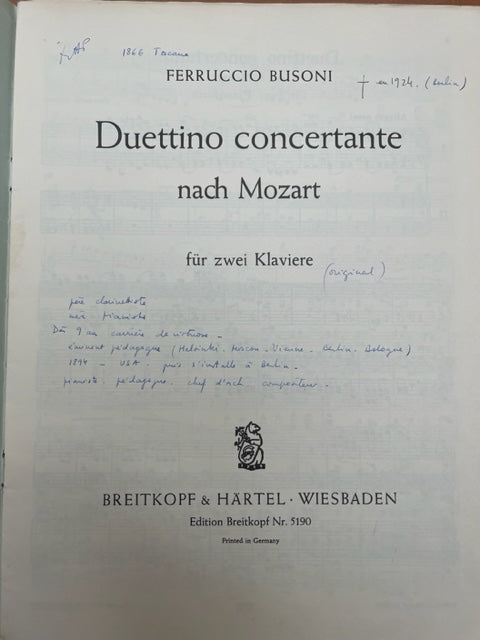 1866 Toscane
FERRUCCIO BUSONI
† en 1924. (Berlin)
Duettino concertante
nach Mozart
für zwei Klaviere
(original)
père clarinettiste
mère pianiste
Dès 9 ans carrière de virtuose -
éminent pédagogue (Helsinki. Moscou. Vienne. Berlin. Bologne)
1894 - USA. puis s'installe à Berlin -
pianiste. pédagogue. chef d'orch. compositeur.
BREITKOPF & HÄRTEL · WIESBADEN
Edition Breitkopf Nr. 5190
Printed in Germany